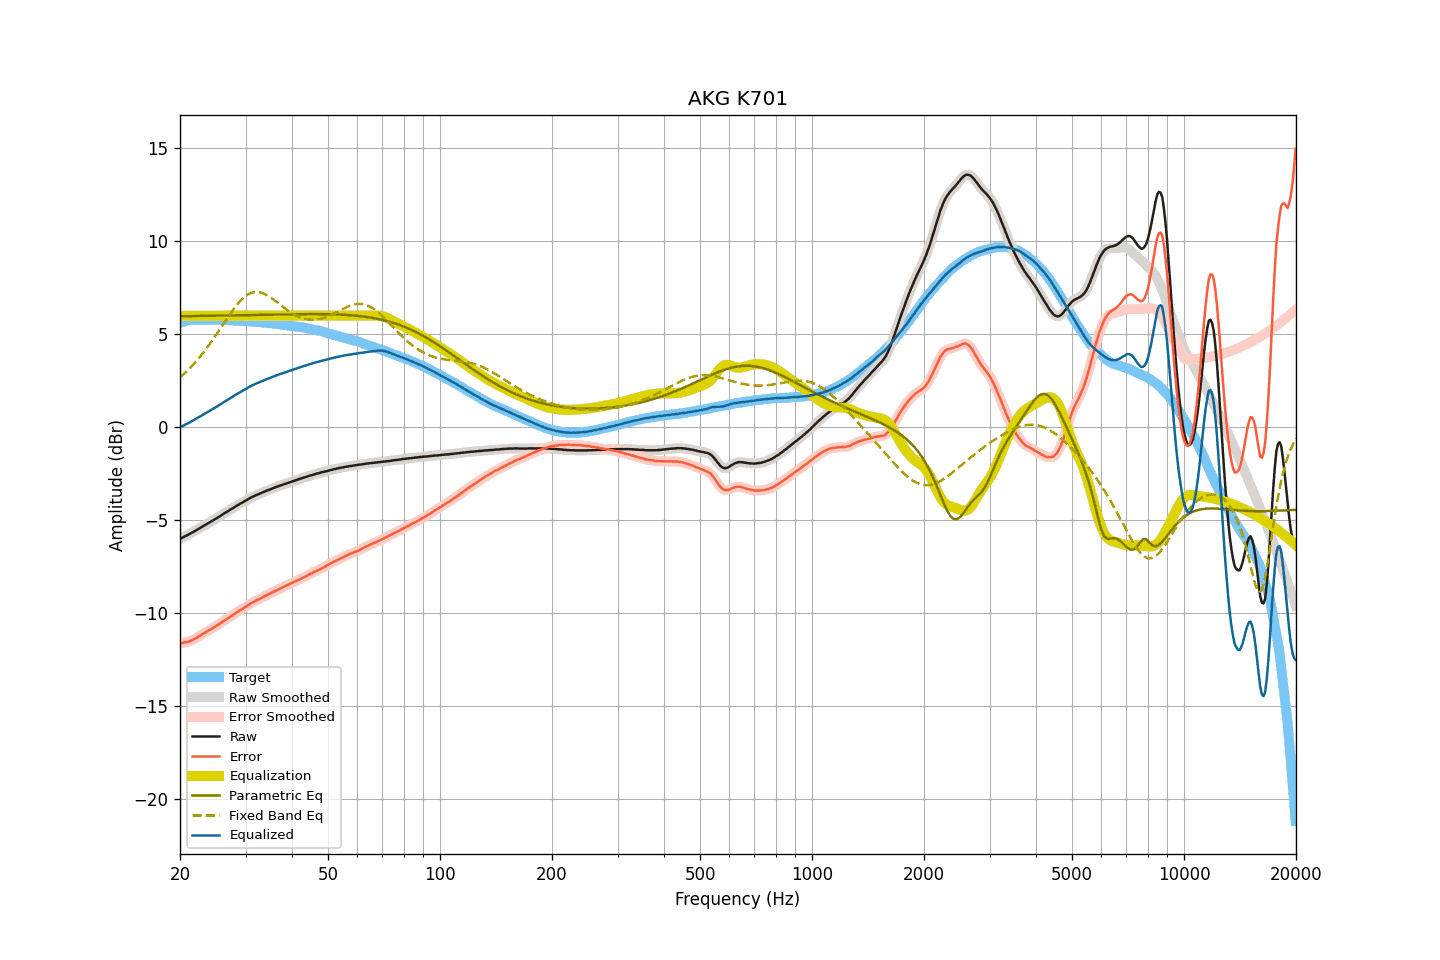 AKG K701
Amplitude (dBr)
15
10
5
0
−5
−10
−15
−20
Target
Raw Smoothed
Error Smoothed
Raw
Error
Equalization
Parametric Eq
Fixed Band Eq
Equalized
20 50 100 200 500 1000 2000 5000 10000 20000
Frequency (Hz)